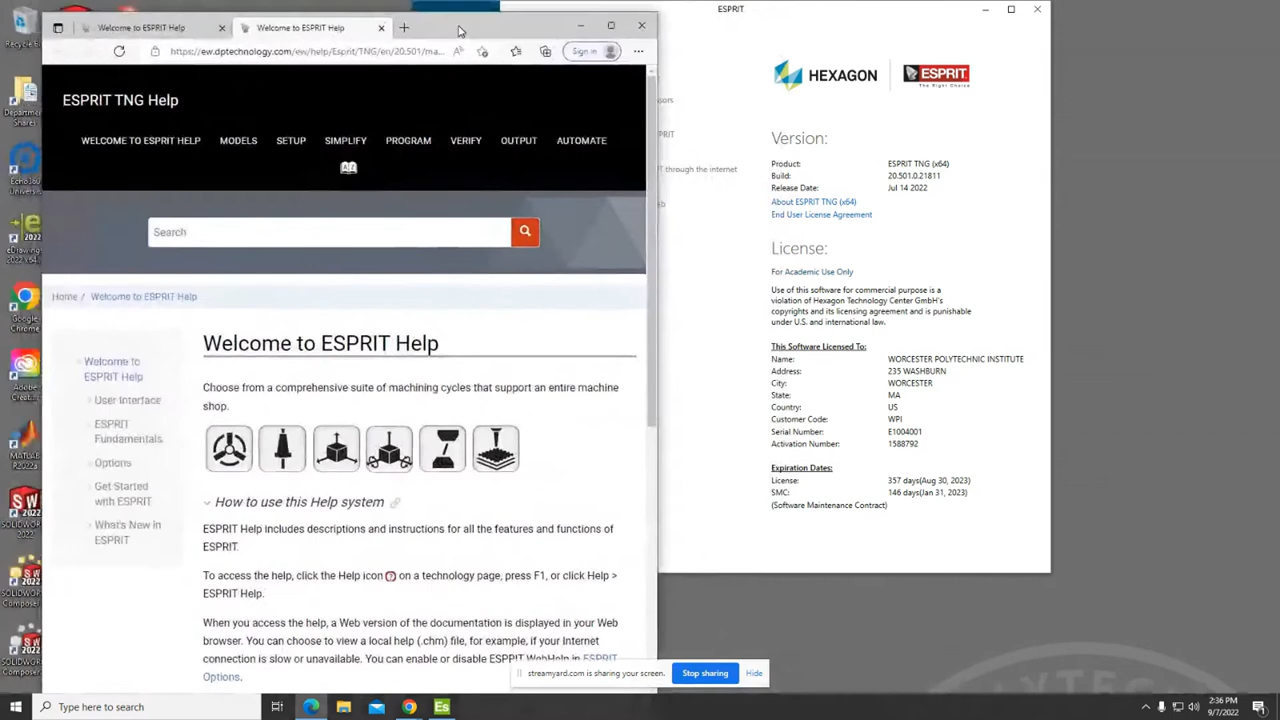 Welcome to ESPRIT Help
Welcome to ESPRIT Help
https://ew.dptechnology.com/ew/help/Esprit/TNG/en/20.501/ma...
Sign in
ESPRIT TNG Help
WELCOME TO ESPRIT HELP
MODELS
SETUP
SIMPLIFY
PROGRAM
VERIFY
OUTPUT
AUTOMATE
Search
Home / Welcome to ESPRIT Help
Welcome to
ESPRIT Help
User Interface
ESPRIT
Fundamentals
Options
Get Started
with ESPRIT
What's New in
ESPRIT
Welcome to ESPRIT Help
Choose from a comprehensive suite of machining cycles that support an entire machine
shop.
How to use this Help system
ESPRIT Help includes descriptions and instructions for all the features and functions of
ESPRIT.
To access the help, click the Help icon on a technology page, press F1, or click Help >
ESPRIT Help.
When you access the help, a Web version of the documentation is displayed in your Web
browser. You can choose to view a local help (.chm) file, for example, if your Internet
connection is slow or unavailable. You can enable or disable ESPRIT WebHelp in ESPRIT
Options.
ESPRIT
HEXAGON
ESPRIT
The Right Choice
PRIT
PT through the internet
Version:
Product: ESPRIT TNG (x64)
Build: 20.501.0.21811
Release Date: Jul 14 2022
About ESPRIT TNG (x64)
End User License Agreement
License:
For Academic Use Only
Use of this software for commercial purpose is a
violation of Hexagon Technology Center GmbH's
copyrights and its licensing agreement and is punishable
under U.S. and international law.
This Software Licensed To:
Name: WORCESTER POLYTECHNIC INSTITUTE
Address: 235 WASHBURN
City: WORCESTER
State: MA
Country: US
Customer Code: WPI
Serial Number: E1004001
Activation Number: 1588792
Expiration Dates:
License: 357 days(Aug 30, 2023)
SMC: 146 days(Jan 31, 2023)
(Software Maintenance Contract)
streamyard.com is sharing your screen.
Stop sharing
Hide
Type here to search
Es
2:36 PM
9/7/2022